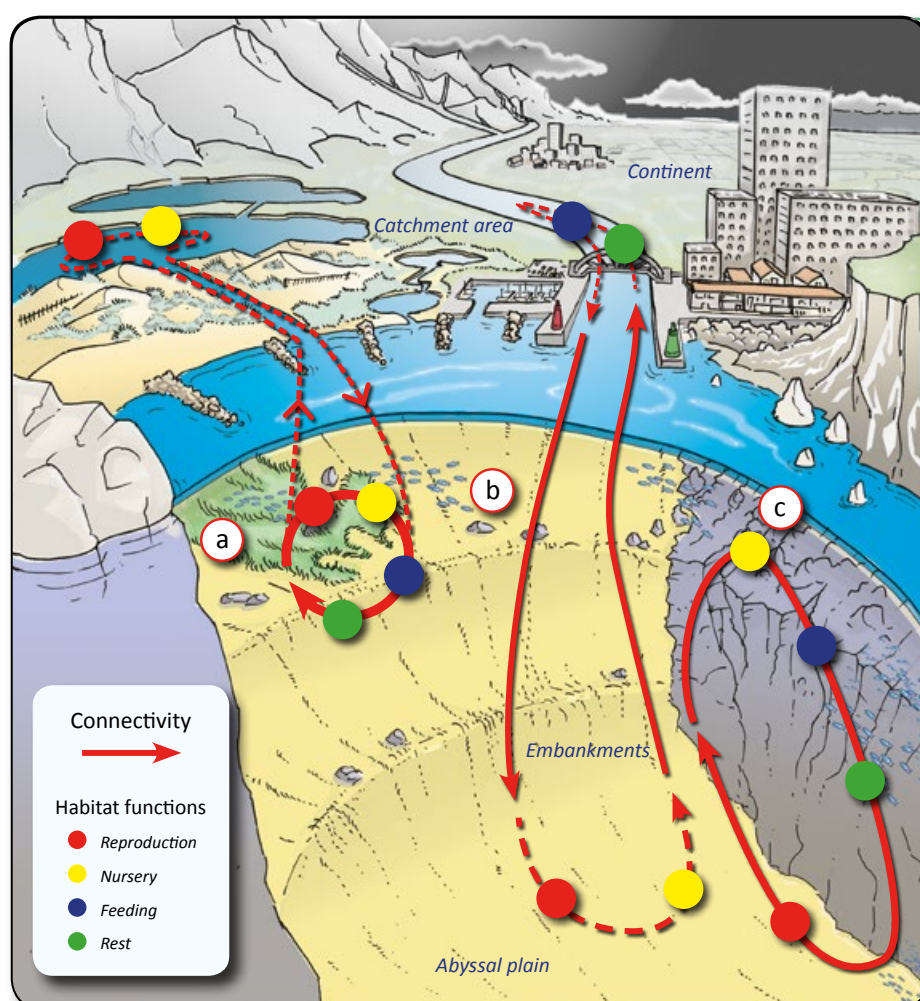 Continent
Catchment area
b
c
a
Connectivity
Embankments
Habitat functions
Reproduction
Nursery
Feeding
Rest
Abyssal plain